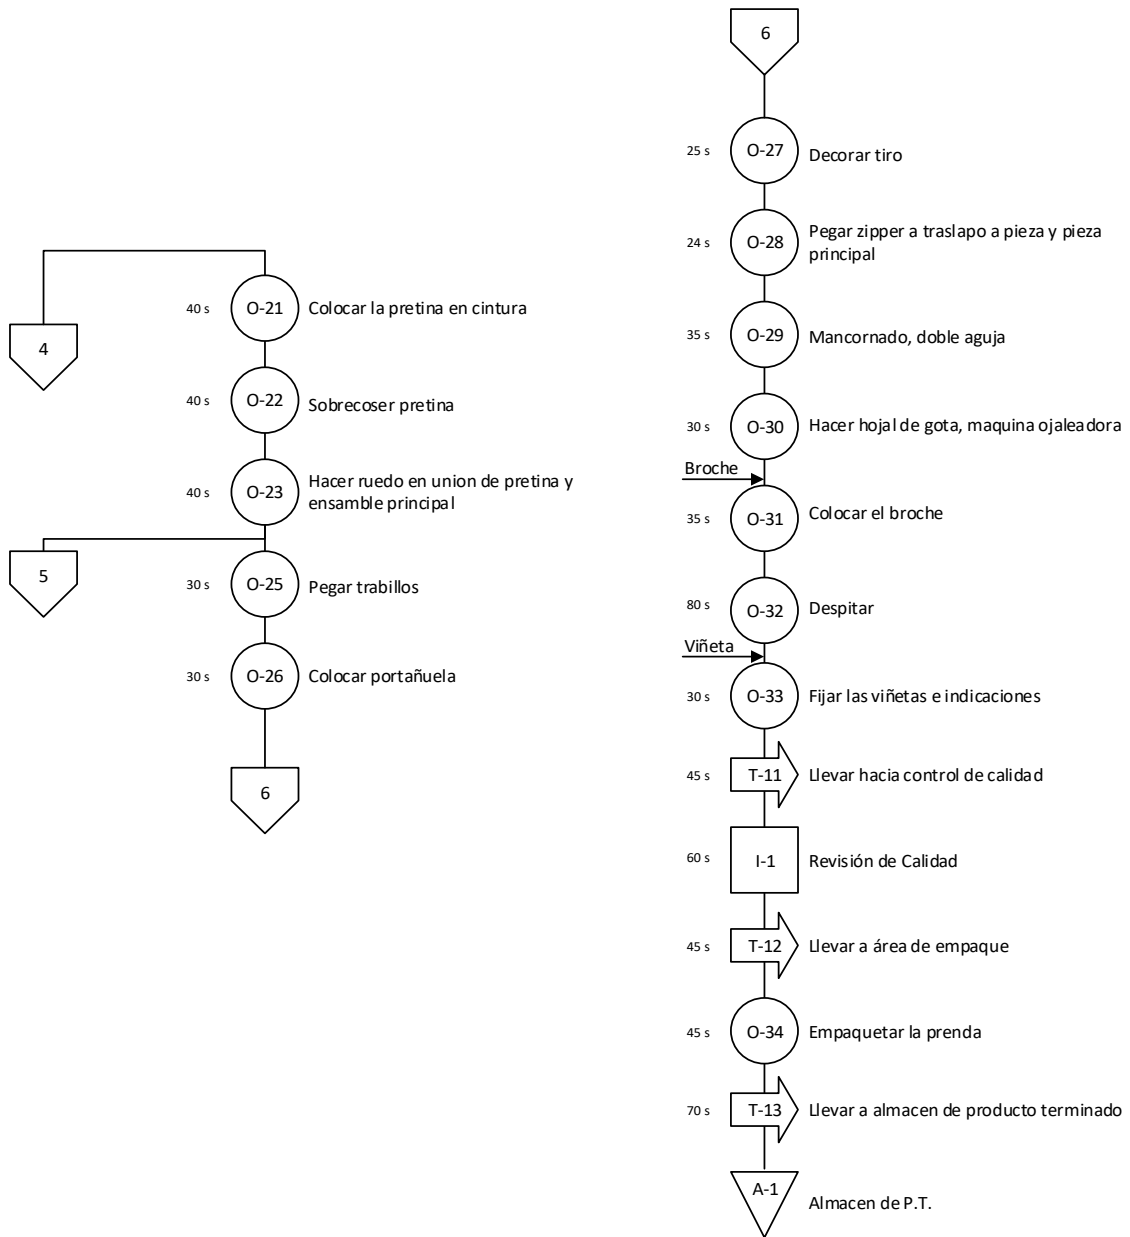 40 s
O-21
Colocar la pretina en cintura
4
40 s
O-22
Sobrecoser pretina
40 s
O-23
Hacer ruedo en union de pretina y
ensamble principal
5
30 s
O-25
Pegar trabillos
30 s
O-26
Colocar portañuela
6
6
25 s
O-27
Decorar tiro
24 s
O-28
Pegar zipper a traslapo a pieza y pieza
principal
35 s
O-29
Mancornado, doble aguja
30 s
O-30
Hacer hojal de gota, maquina ojaleadora
Broche
35 s
O-31
Colocar el broche
80 s
O-32
Despitar
Viñeta
30 s
O-33
Fijar las viñetas e indicaciones
45 s
T-11
Llevar hacia control de calidad
60 s
I-1
Revisión de Calidad
45 s
T-12
Llevar a área de empaque
45 s
O-34
Empaquetar la prenda
70 s
T-13
Llevar a almacen de producto terminado
A-1
Almacen de P.T.